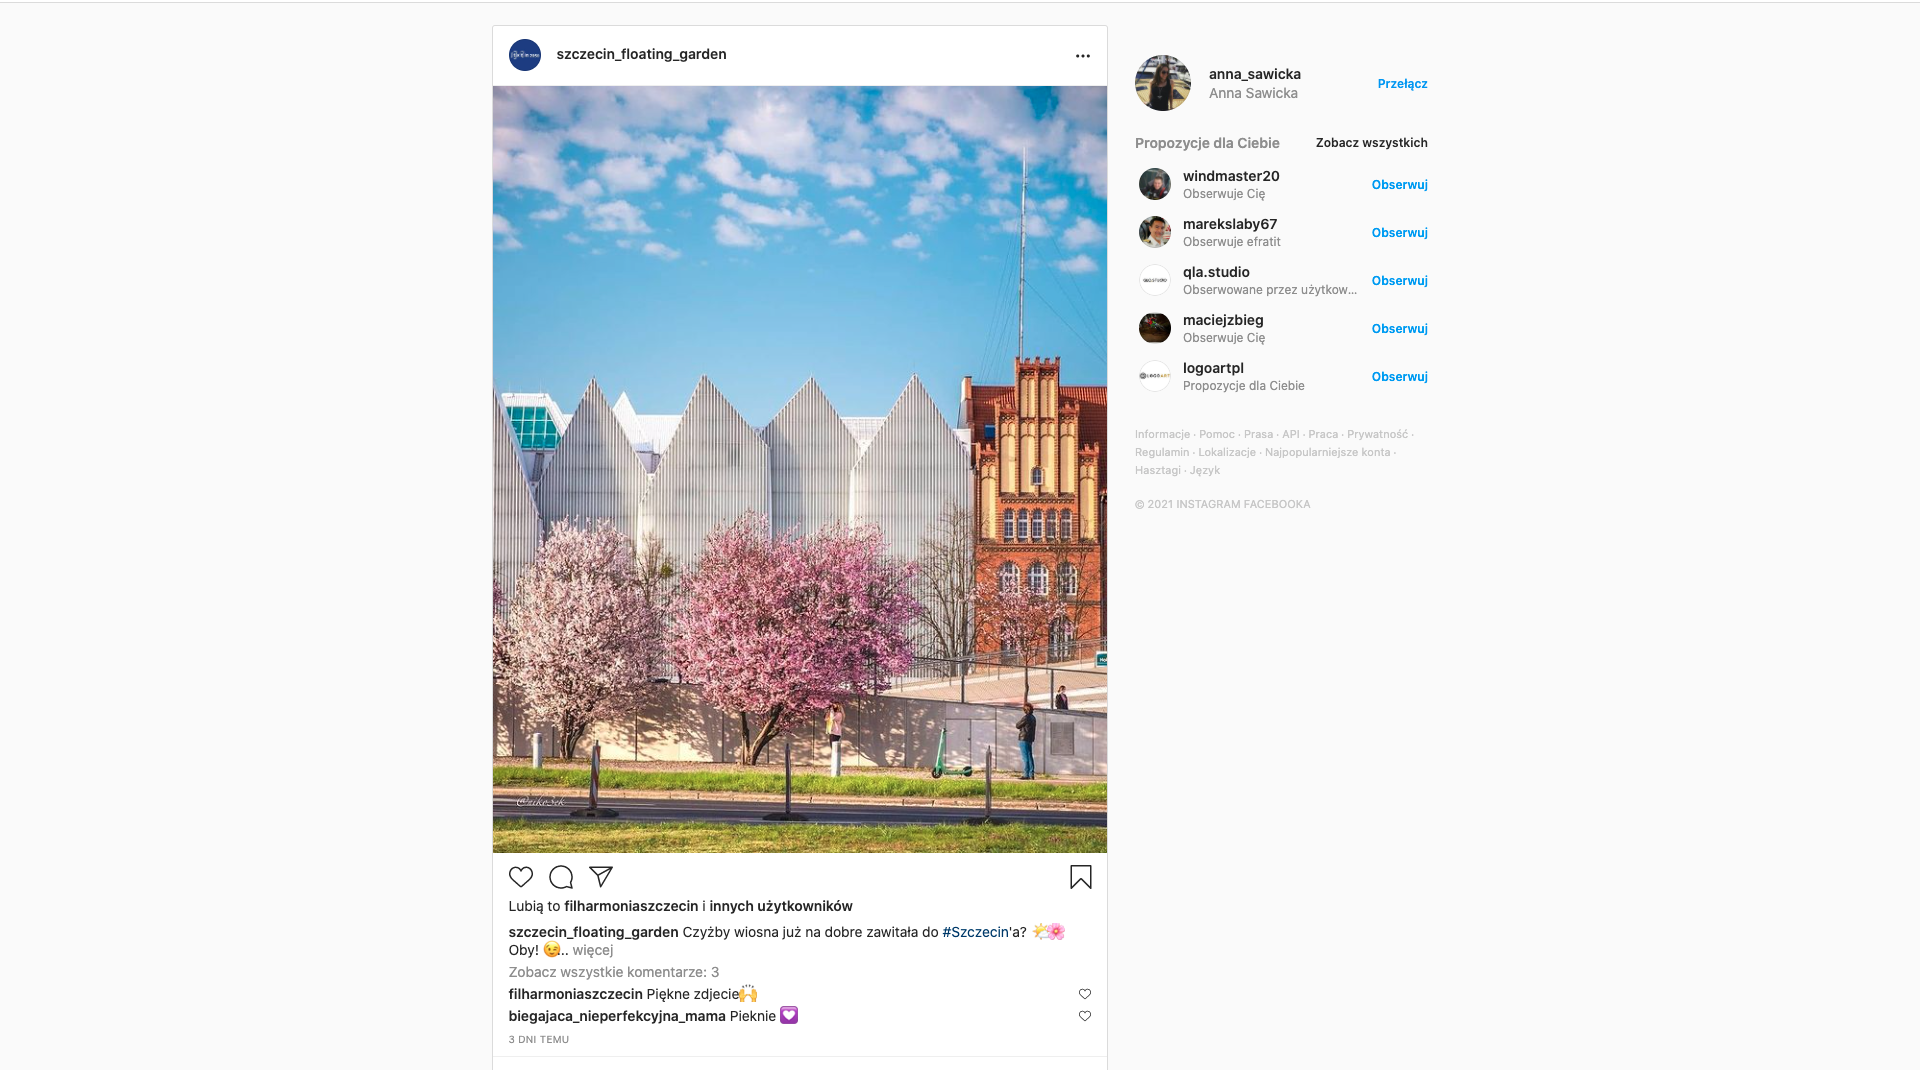 szczecin_floating_garden
@niko5ek
Lubią to filharmoniaszczecin i innych użytkowników
szczecin_floating_garden Czyżby wiosna już na dobre zawitała do #Szczecin'a? 🌤🌸
Oby! 😉... więcej
Zobacz wszystkie komentarze: 3
filharmoniaszczecin Piękne zdjecie🙌
biegajaca_nieperfekcyjna_mama Pieknie 💟
3 DNI TEMU
anna_sawicka
Anna Sawicka
Przełącz
Propozycje dla Ciebie
Zobacz wszystkich
windmaster20
Obserwuje Cię
Obserwuj
marekslaby67
Obserwuje efratit
Obserwuj
qla.studio
Obserwowane przez użytkow...
Obserwuj
maciejzbieg
Obserwuje Cię
Obserwuj
LOGOART
logoartpl
Propozycje dla Ciebie
Obserwuj
Informacje · Pomoc · Prasa · API · Praca · Prywatność ·
Regulamin · Lokalizacje · Najpopularniejsze konta ·
Hasztagi · Język
© 2021 INSTAGRAM FACEBOOKA